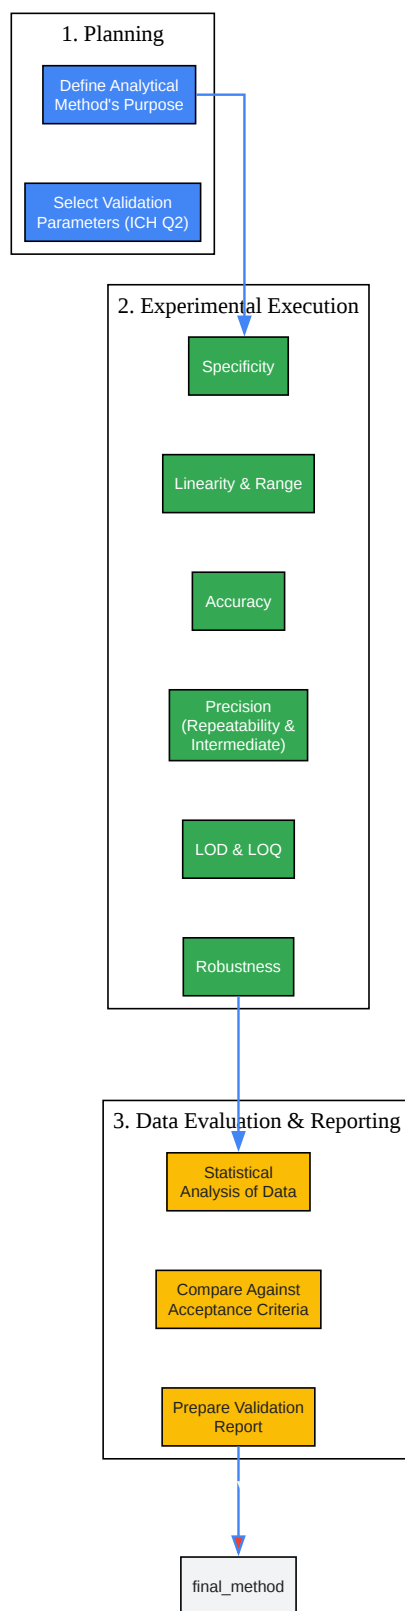 1. Planning
Define Analytical
Method's Purpose
Select Validation
Parameters (ICH Q2)
2. Experimental Execution
Specificity
Linearity & Range
Accuracy
Precision
(Repeatability &
Intermediate)
LOD & LOQ
Robustness
3. Data Evaluation & Reporting
Statistical
Analysis of Data
Compare Against
Acceptance Criteria
Prepare Validation
Report
final_method